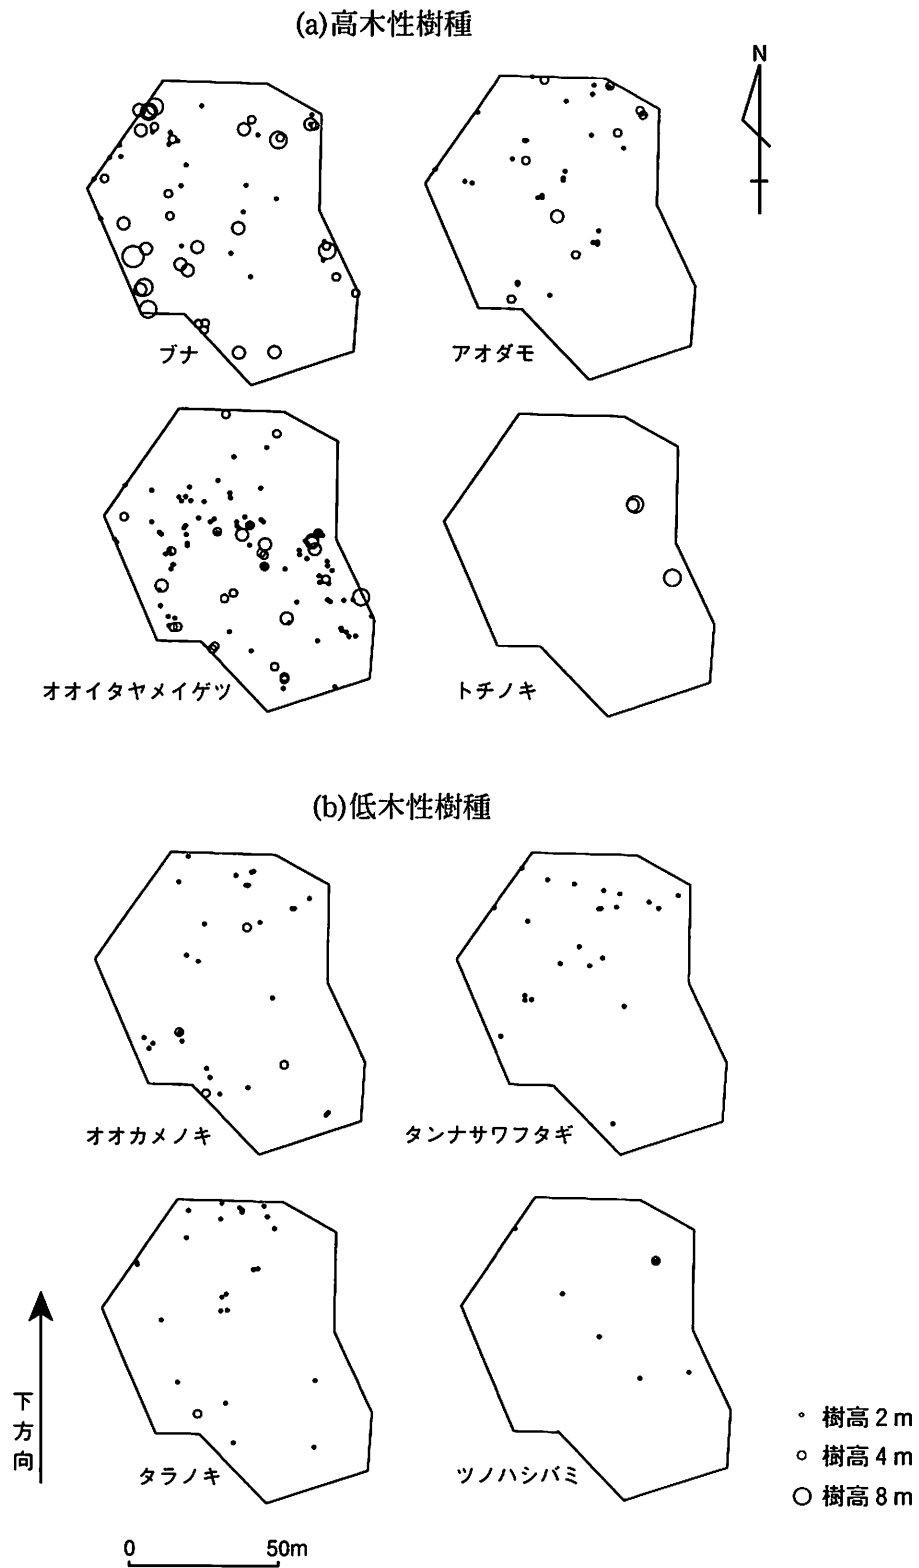 (a)高木性樹種
N
ブナ
アオダモ
オオイタヤメイゲツ
トチノキ
(b)低木性樹種
オオカメノキ
タンナサワフタギ
タラノキ
ツノハシバミ
下方向
樹高2m
樹高4m
樹高8m
0 50m